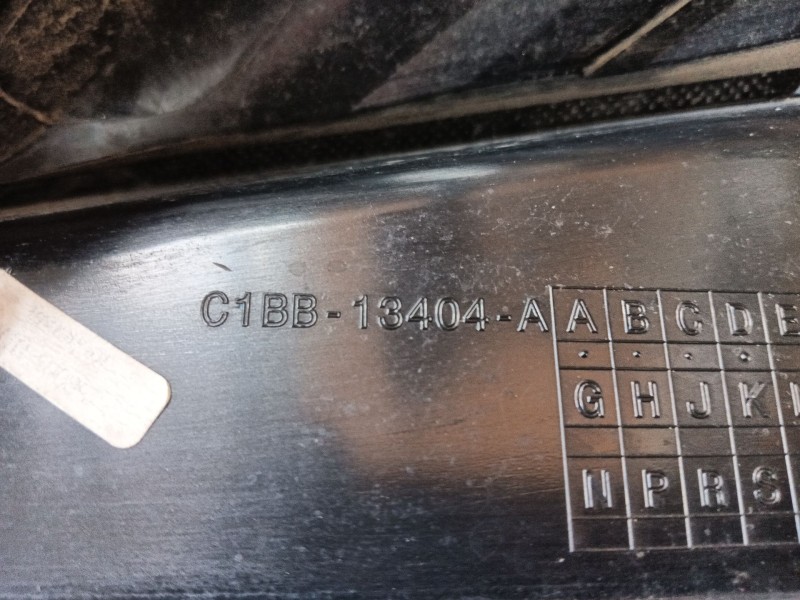 C1BB-13404-A A B C D E
G H J K
N P R S